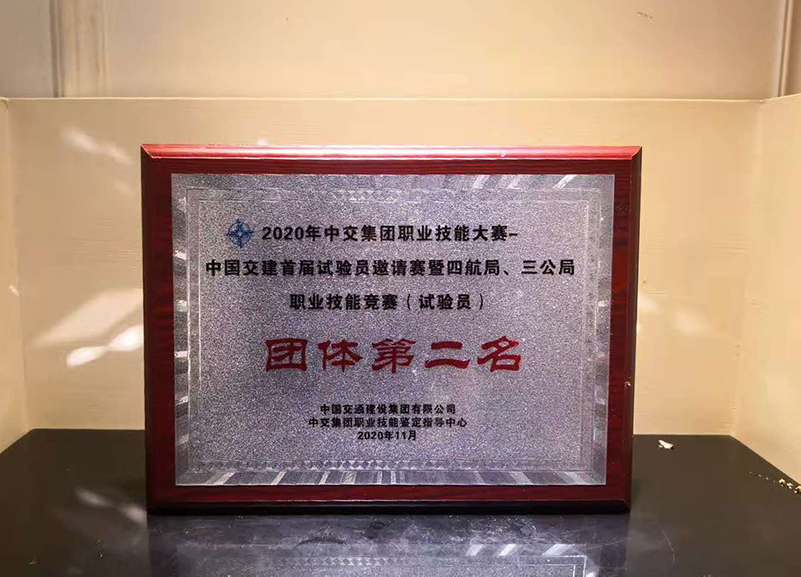 2020年中交集团职业技能大赛-
中国交建首届试验员邀请赛暨四航局、三公局
职业技能竞赛（试验员）
团体第二名
中国交通建设集团有限公司
中交集团职业技能鉴定指导中心
2020年11月